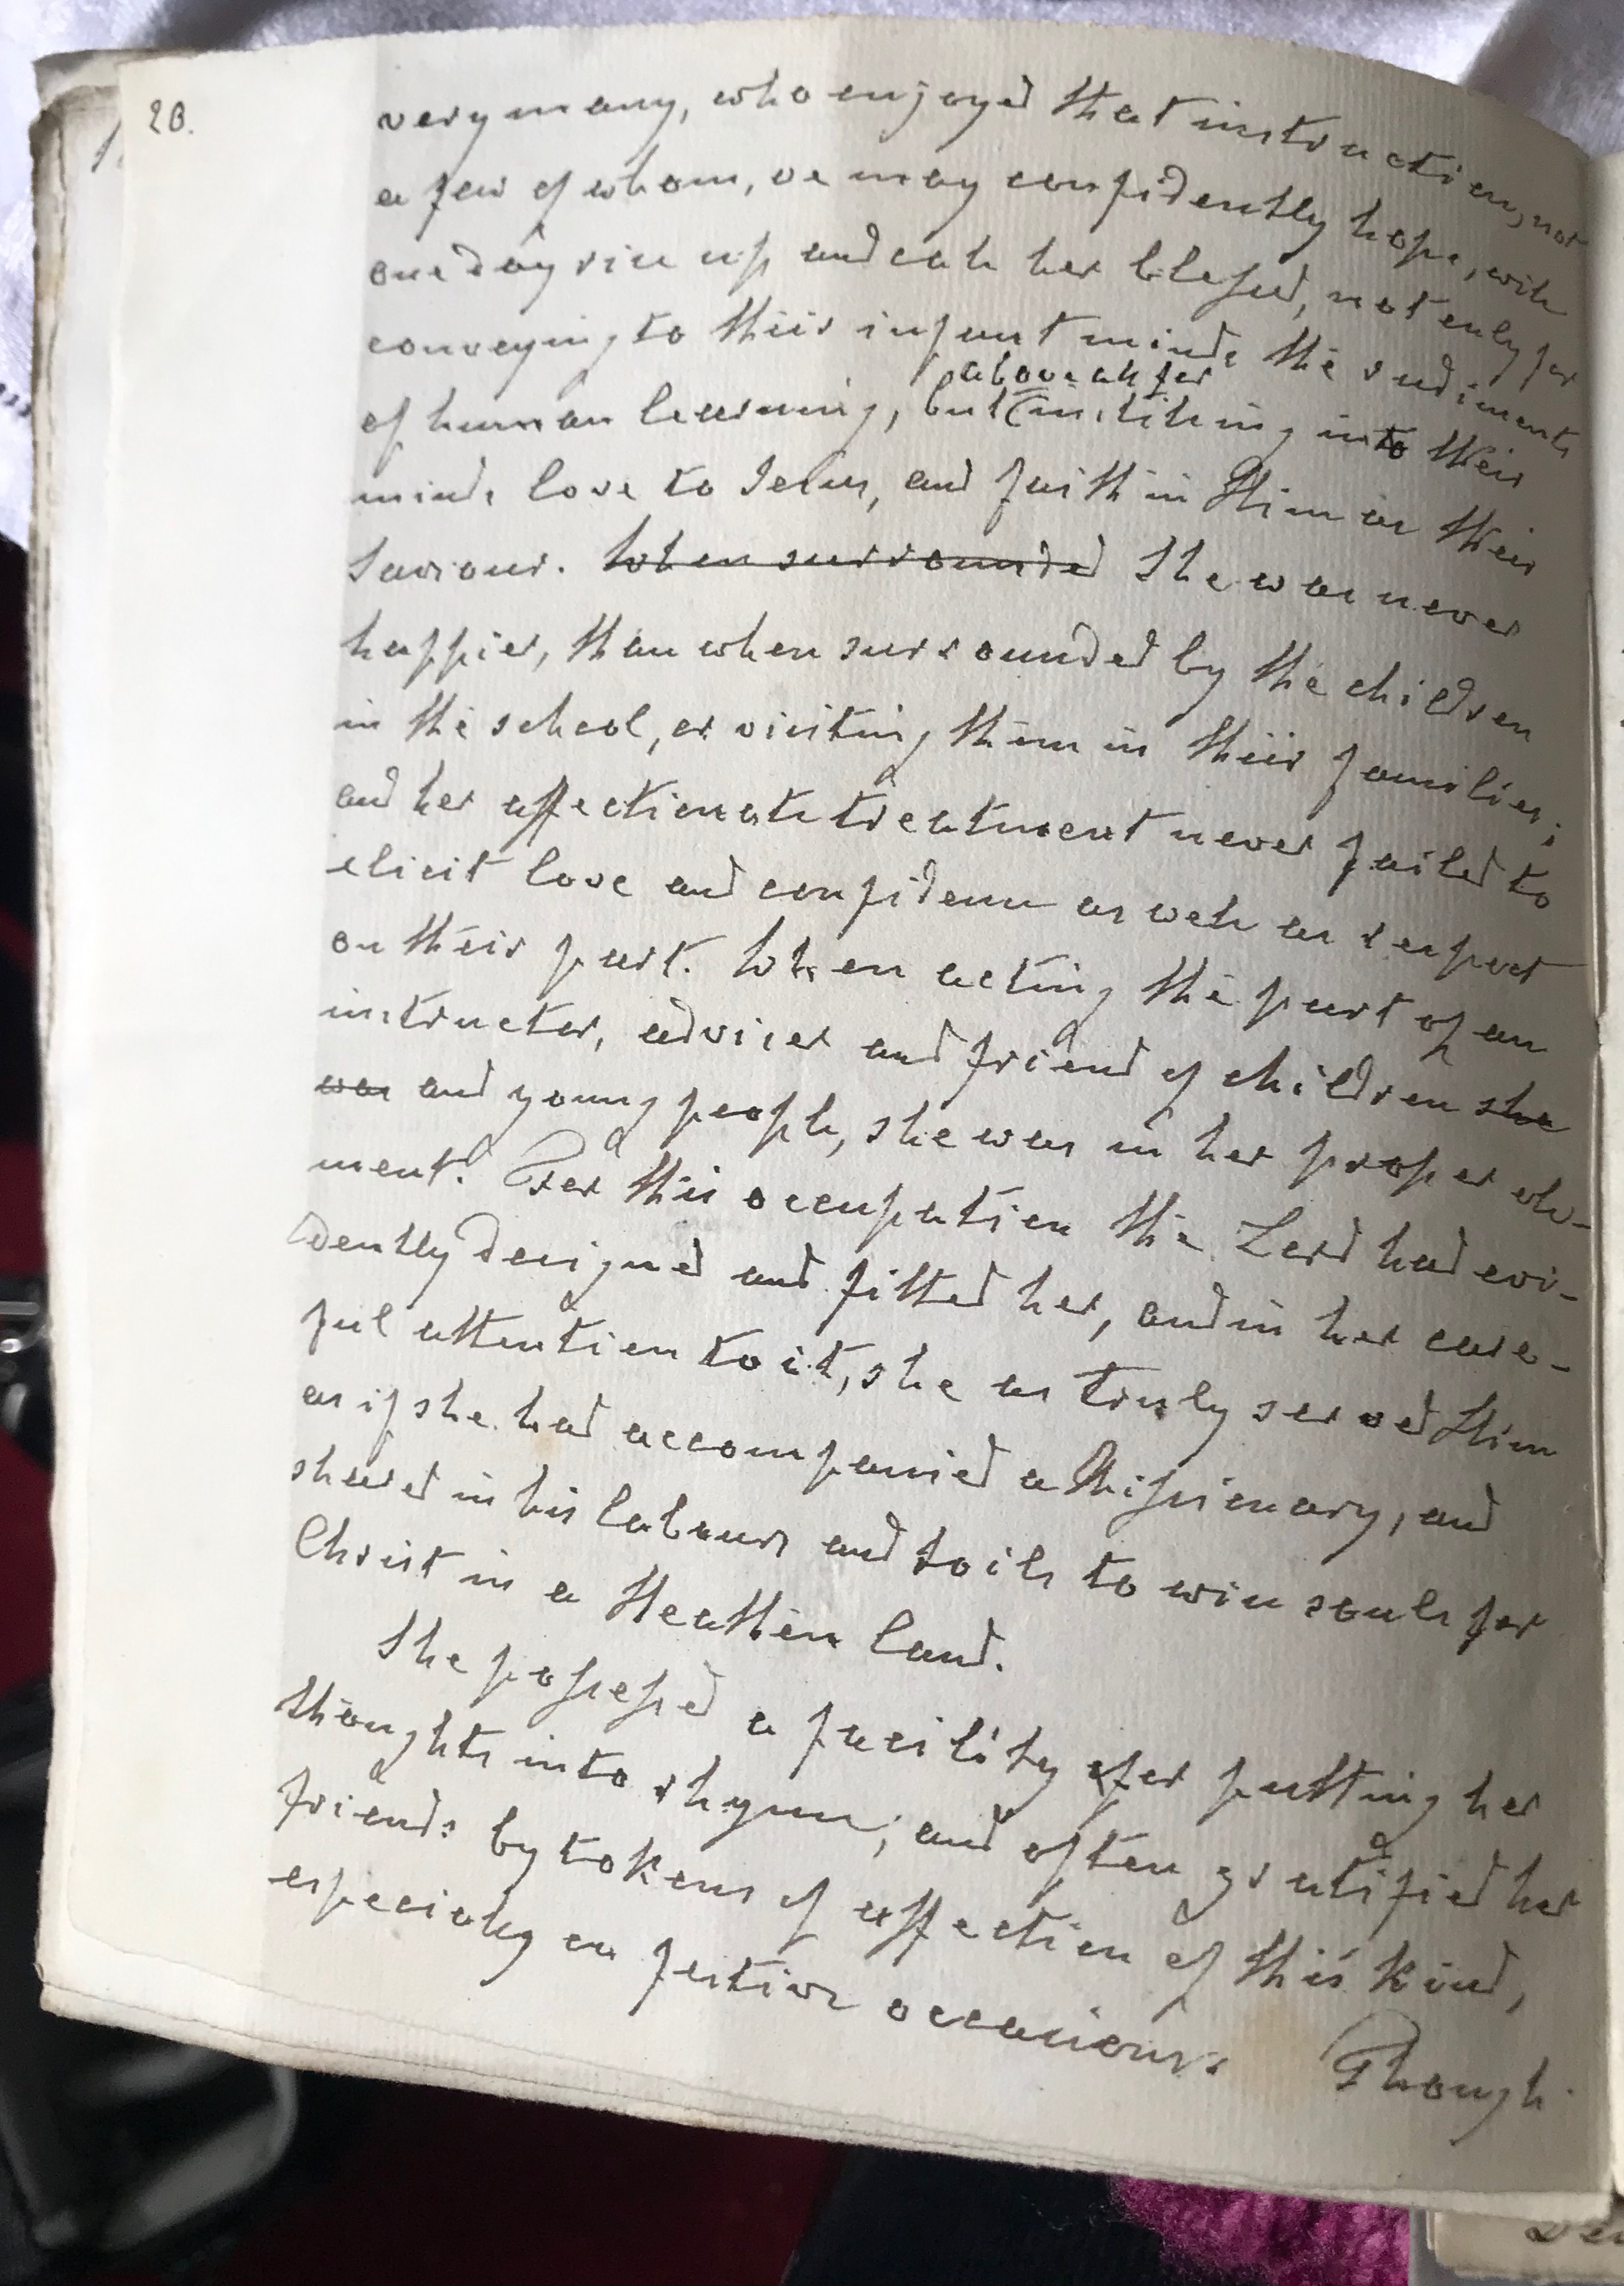 20.
very many, who enjoyed that instruction, not
a few of whom, we may confidently hope, will
one day rise up and call her blessed, not only for
conveying to their infant minds the rudiments
above all for
of human learning, but instilling into their
minds love to Jesus, and faith in Him as their
Saviour. When surrounded She was never
happier, than when surrounded by the children
in the school, or visiting them in their families;
and her affectionate treatment never failed to
elicit love and confidence as well as respect
on their part. When acting the part of an
instructor, adviser and friend of children she
was and young people, she was in her proper ele-
ment. For this occupation the Lord had evi-
dently designed and fitted her, and in her care-
ful attention to it, she as truly served Him
as if she had accompanied a Missionary, and
shared in his labours and toils to win souls for
Christ in a Heathen land.
She possessed a facility for putting her
thoughts into rhyme; and often gratified her
friends by tokens of affection of this kind,
especially on festive occasions. Though